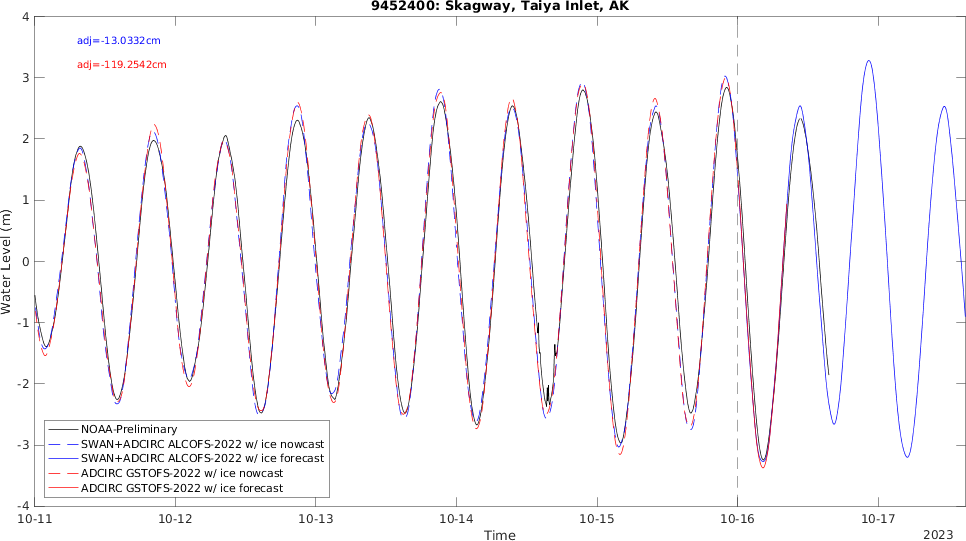 9452400: Skagway, Taiya Inlet, AK
adj=-13.0332cm
adj=-119.2542cm
Water Level (m)
4
3
2
1
0
-1
-2
-3
-4
NOAA-Preliminary
SWAN+ADCIRC ALCOFS-2022 w/ ice nowcast
SWAN+ADCIRC ALCOFS-2022 w/ ice forecast
ADCIRC GSTOFS-2022 w/ ice nowcast
ADCIRC GSTOFS-2022 w/ ice forecast
10-11 10-12 10-13 10-14 10-15 10-16 10-17
Time
2023